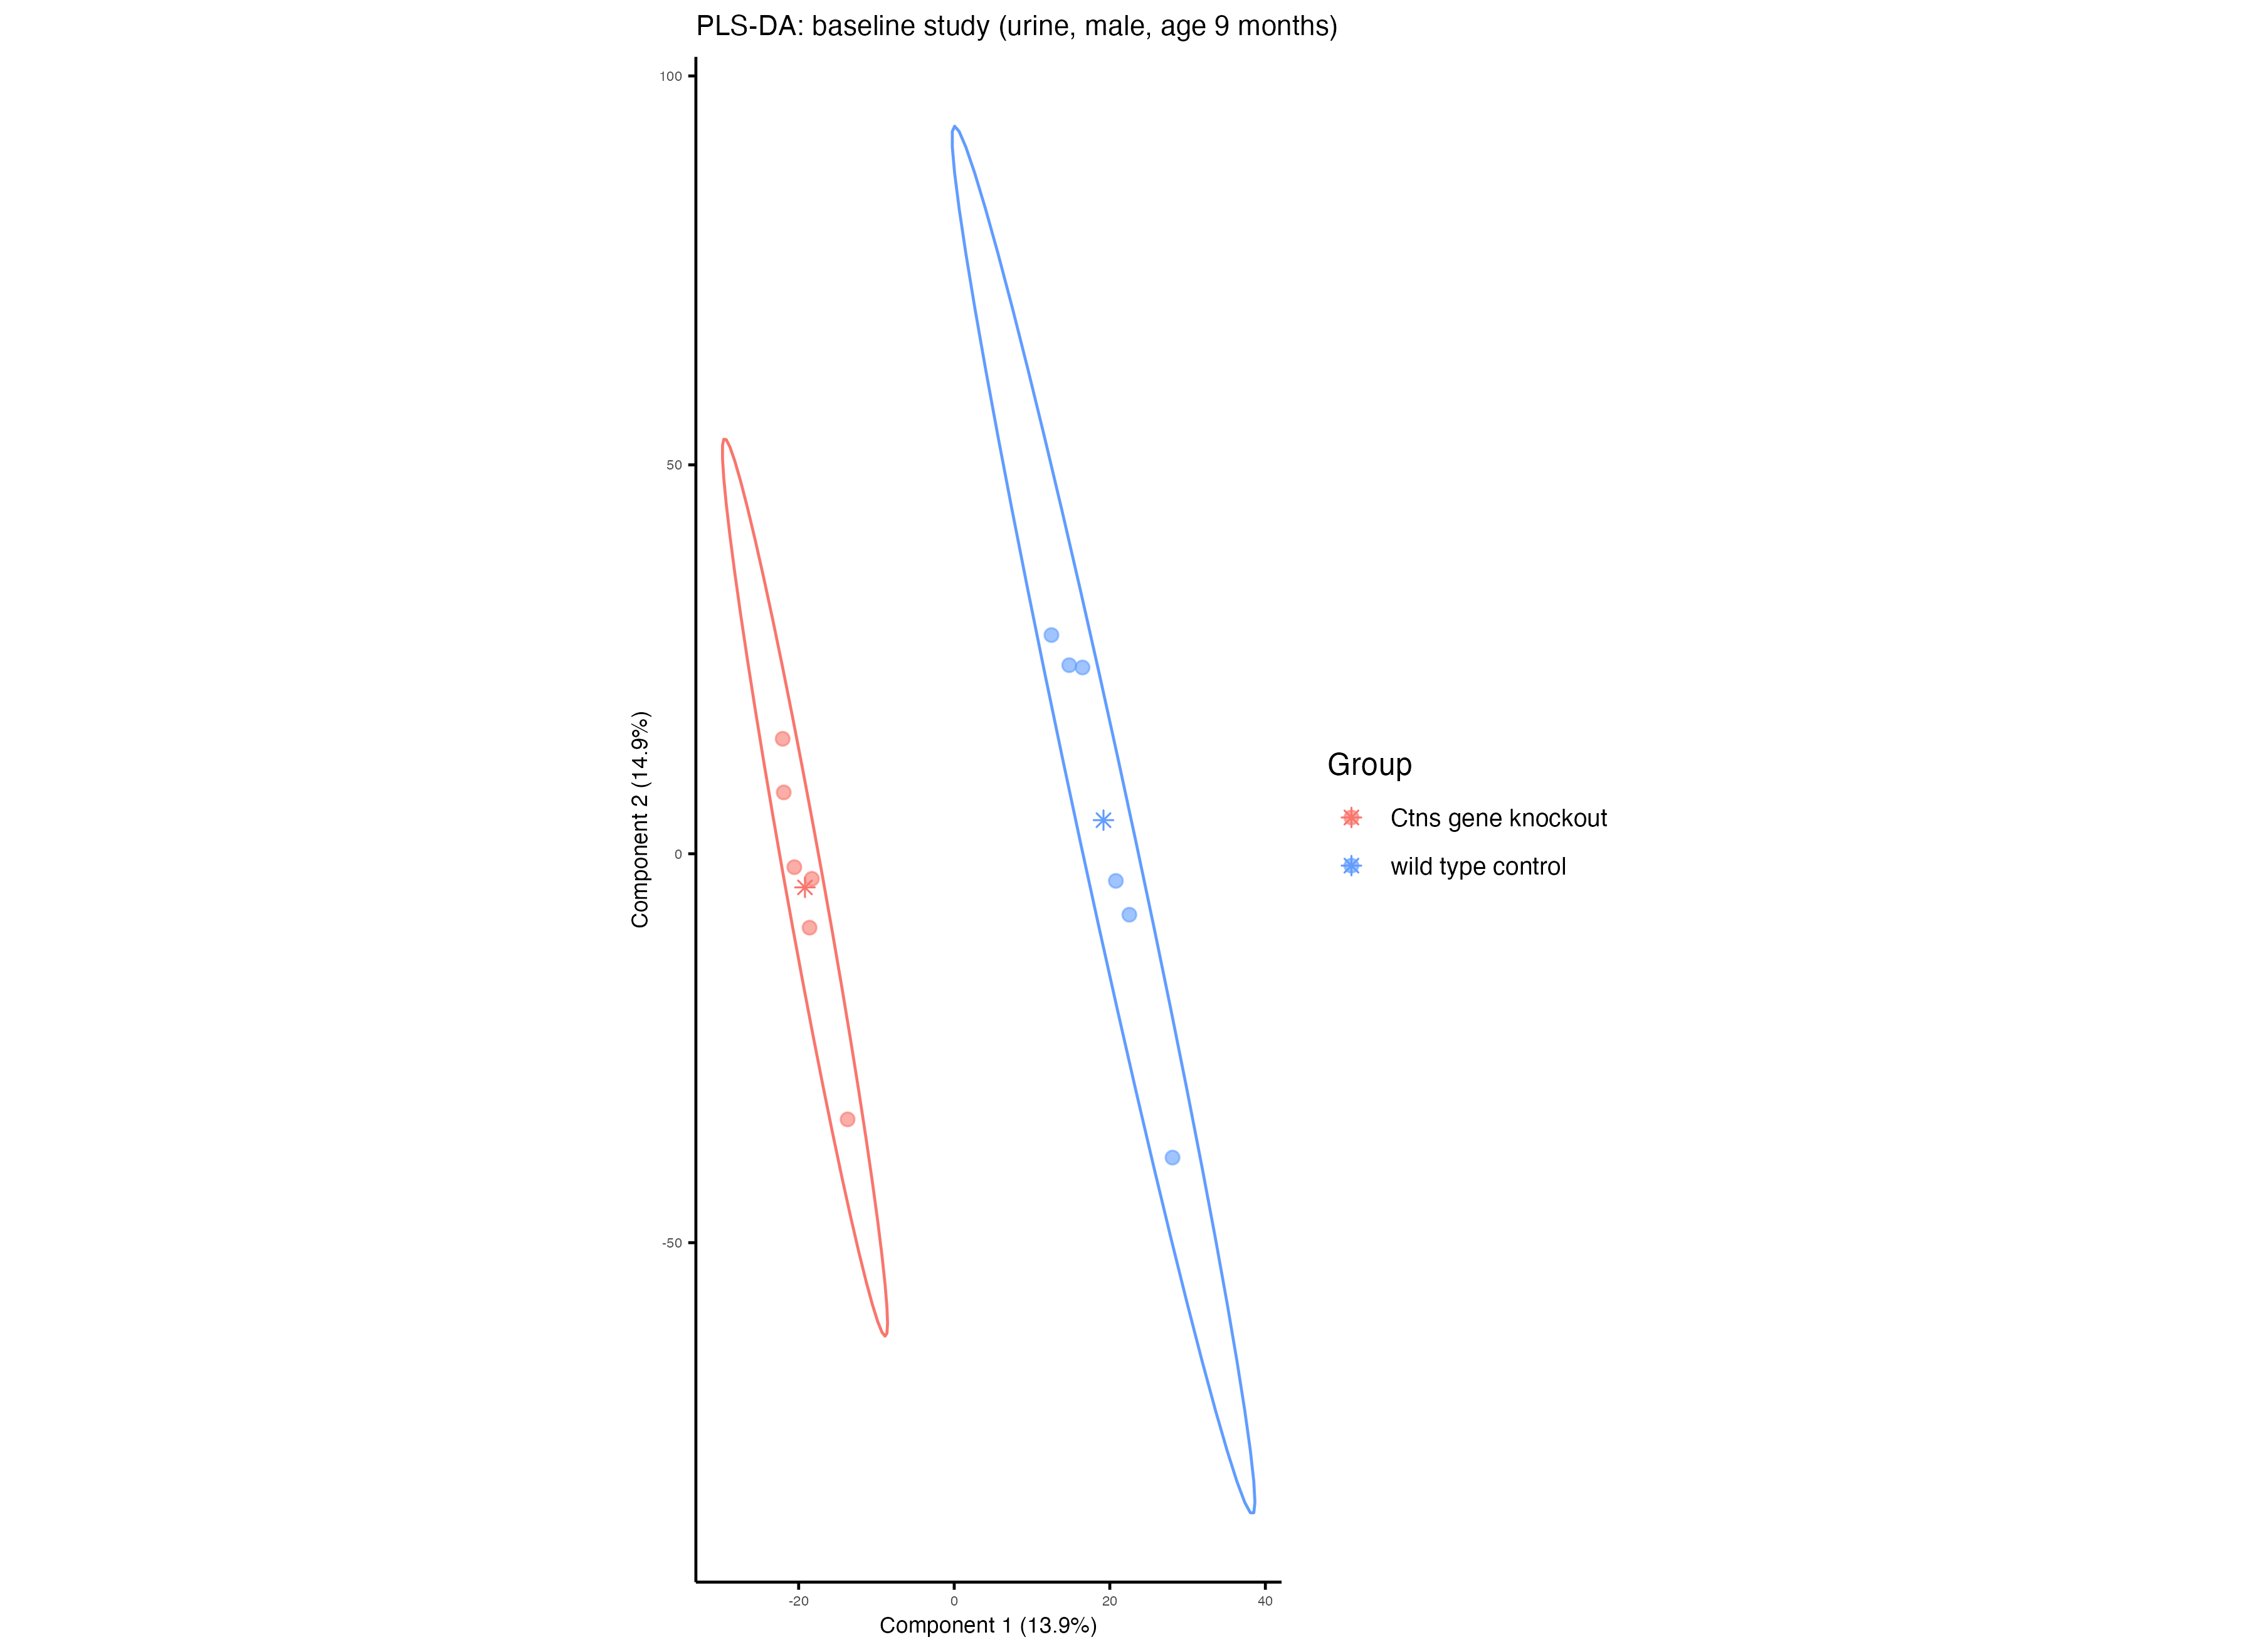 PLS-DA: baseline study (urine, male, age 9 months)
100
50
0
-50
Component 2 (14.9%)
-20
0
20
40
Component 1 (13.9%)
Group
Ctns gene knockout
wild type control